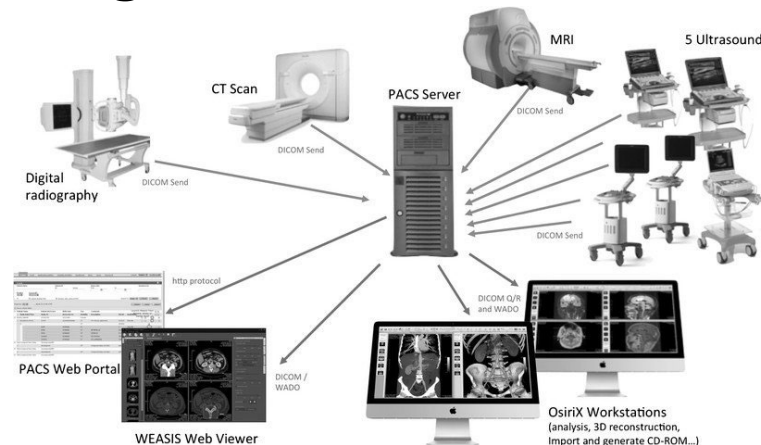 MRI
5 Ultrasound
CT Scan
PACS Server
DICOM Send
DICOM Send
Digital
radiography
DICOM Send
DICOM Send
http protocol
DICOM Q/R
and WADO
PACS Web Portal
DICOM /
WADO
WEASIS Web Viewer
OsiriX Workstations
(analysis, 3D reconstruction,
Import and generate CD-ROM...)